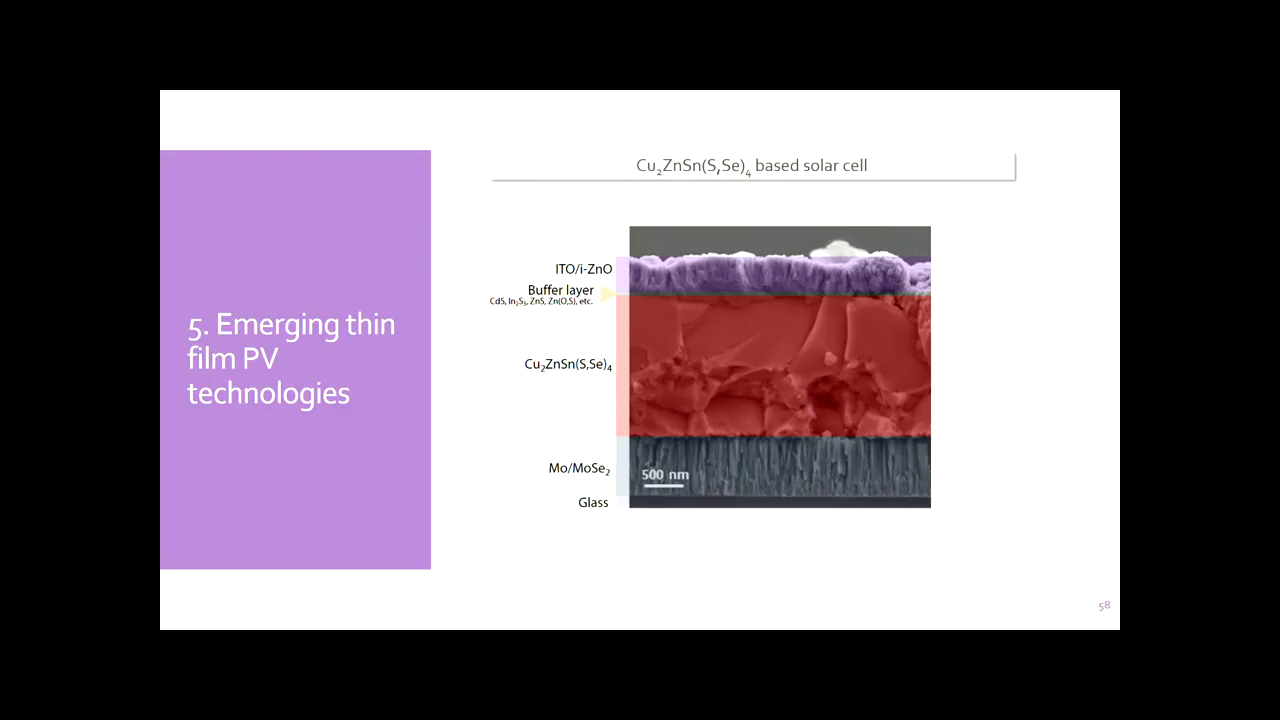 Cu₂ZnSn(S,Se)₄ based solar cell
5. Emerging thin
film PV
technologies
ITO/i-ZnO
Buffer layer
CdS, In₂S₃, ZnS, Zn(O,S), etc.
Cu₂ZnSn(S,Se)₄
Mo/MoSe₂
Glass
500 nm
58